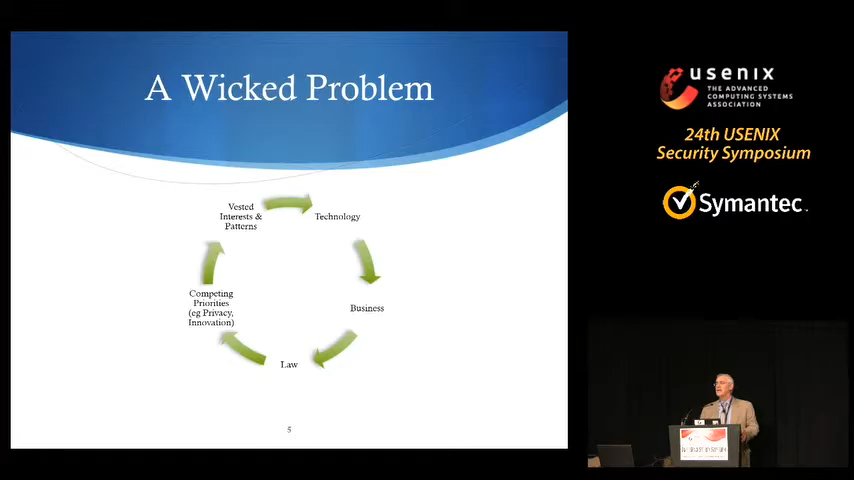 A Wicked Problem
Vested
Interests &
Patterns
Technology
Competing
Priorities
(eg Privacy,
Innovation)
Business
Law
5
usenix
THE ADVANCED
COMPUTING SYSTEMS
ASSOCIATION
24th USENIX
Security Symposium
Symantec.